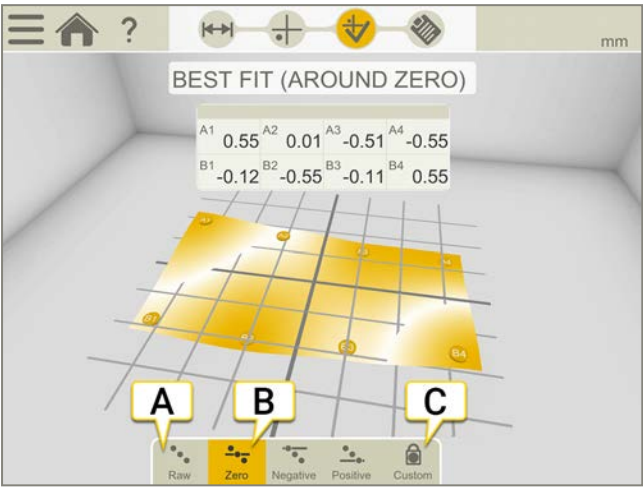 ?
mm
BEST FIT (AROUND ZERO)
A1 0.55 A2 0.01 A3 -0.51 A4 -0.55
B1 -0.12 B2 -0.55 B3 -0.11 B4 0.55
A1 A2 A3 A4
B1 B2 B3 B4
A B C
Raw Zero Negative Positive Custom